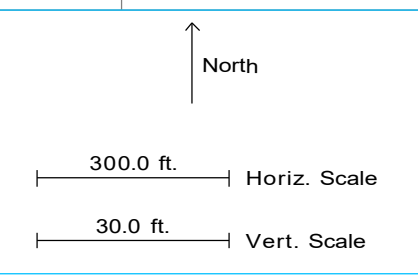 North
300.0 ft.
Horiz. Scale
30.0 ft.
Vert. Scale